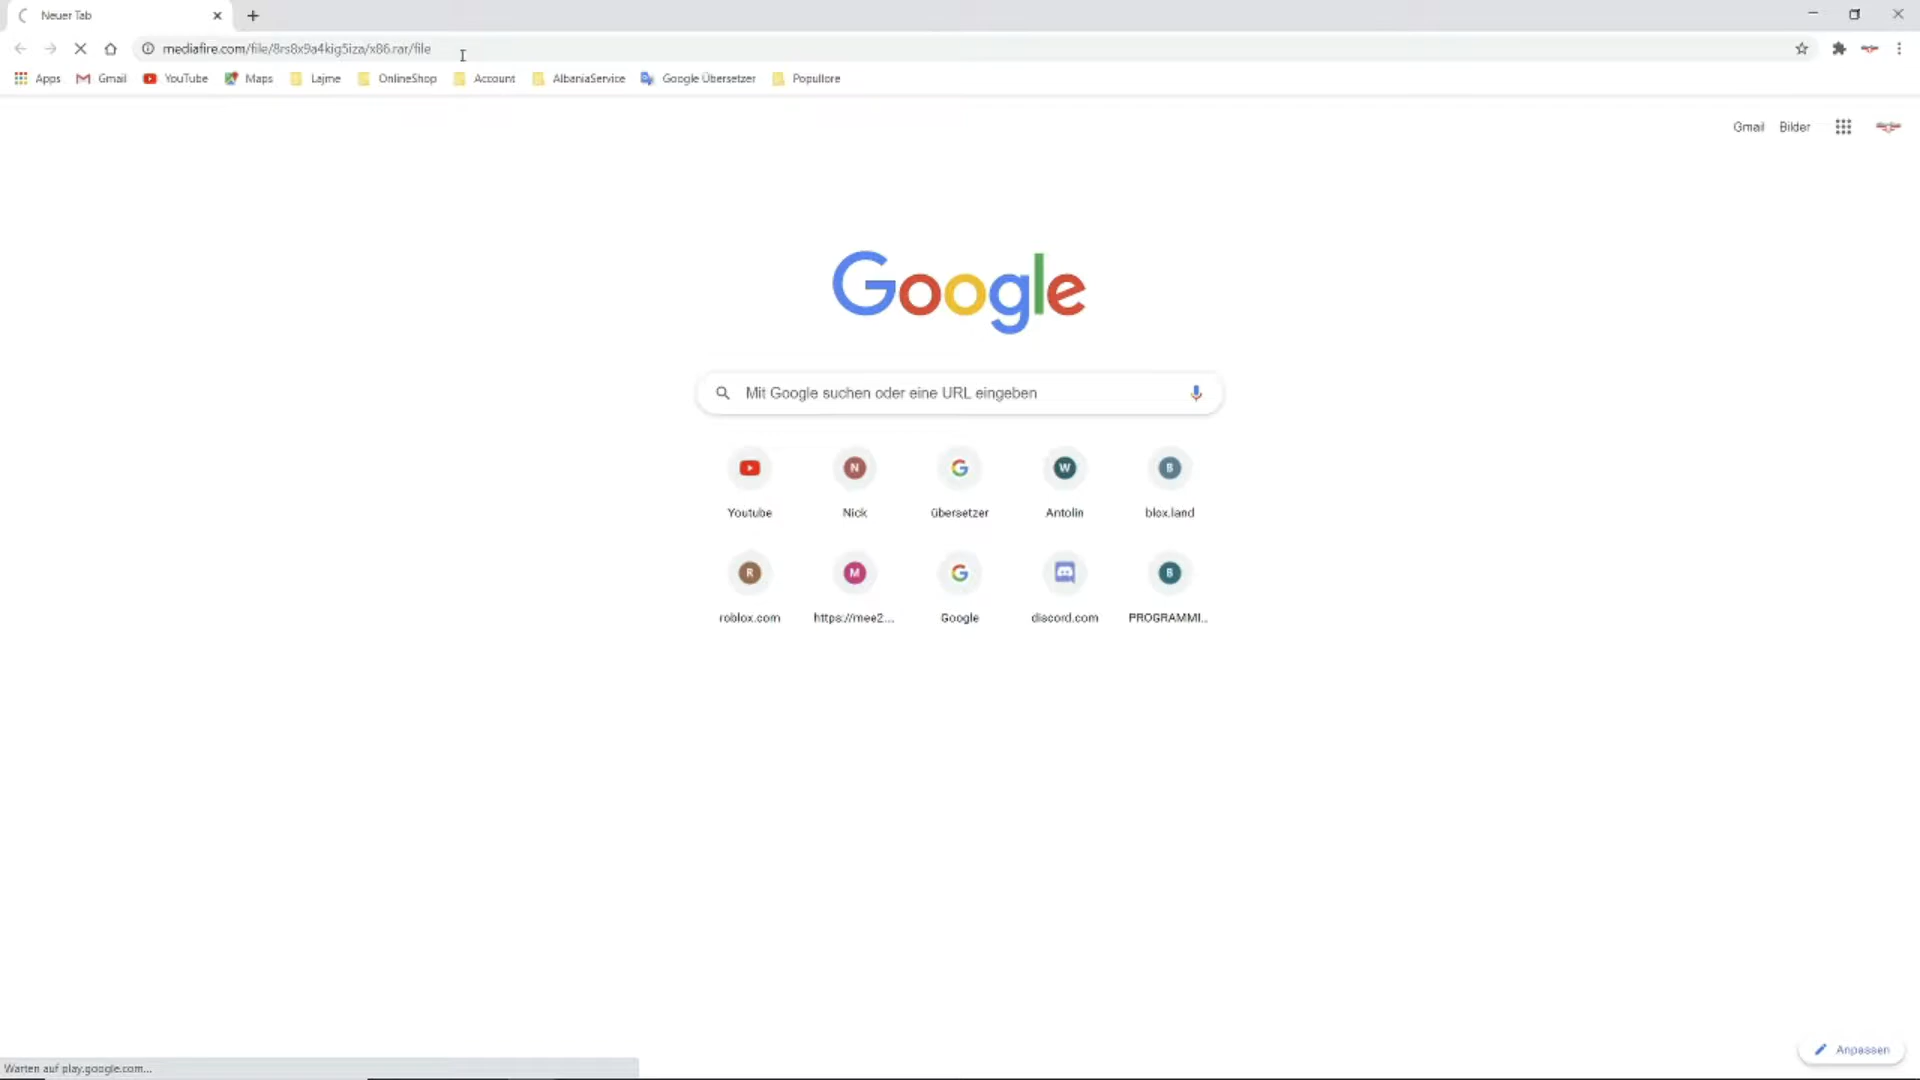 Neuer Tab
mediafire.com/file/8rs8x9a4kig5iza/x86.rar/file
Apps Gmail YouTube Maps Lajme OnlineShop Account AlbaniaService Google Übersetzer Popullore
Gmail Bilder
Google
Mit Google suchen oder eine URL eingeben
N G W B
Youtube Nick übersetzer Antolin blox.land
R M G B
roblox.com https://mee2... Google discord.com PROGRAMMI...
Anpassen
Warten auf play.google.com...